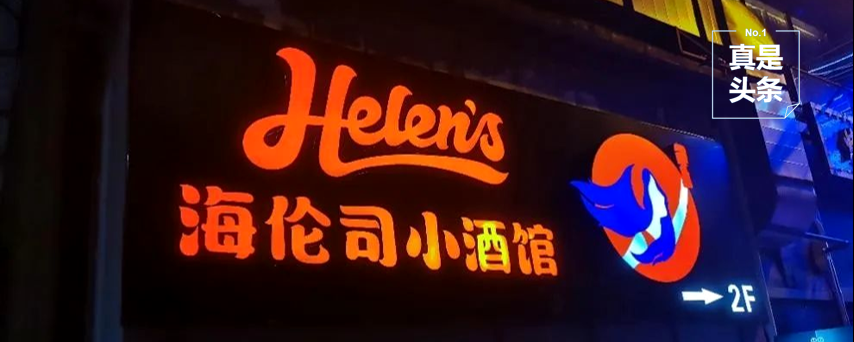 Helen's
海伦司小酒馆
2F
No.1
真是
头条